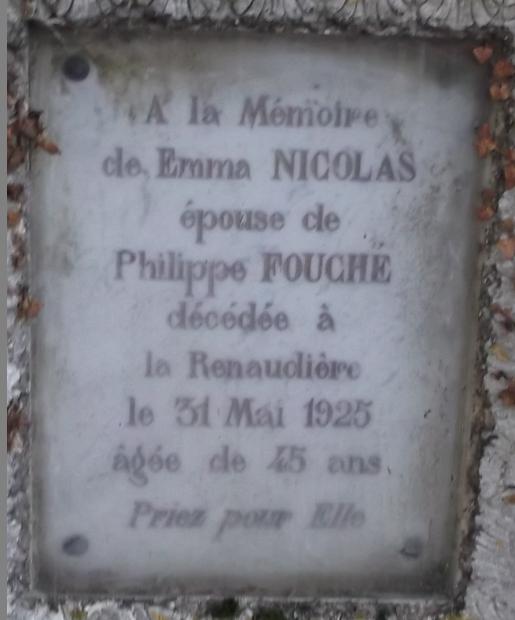 A la Mémoire
de Emma NICOLAS
épouse de
Philippe FOUCHÉ
décédée à
la Renaudière
le 31 Mai 1925
âgée de 45 ans
Priez pour Elle